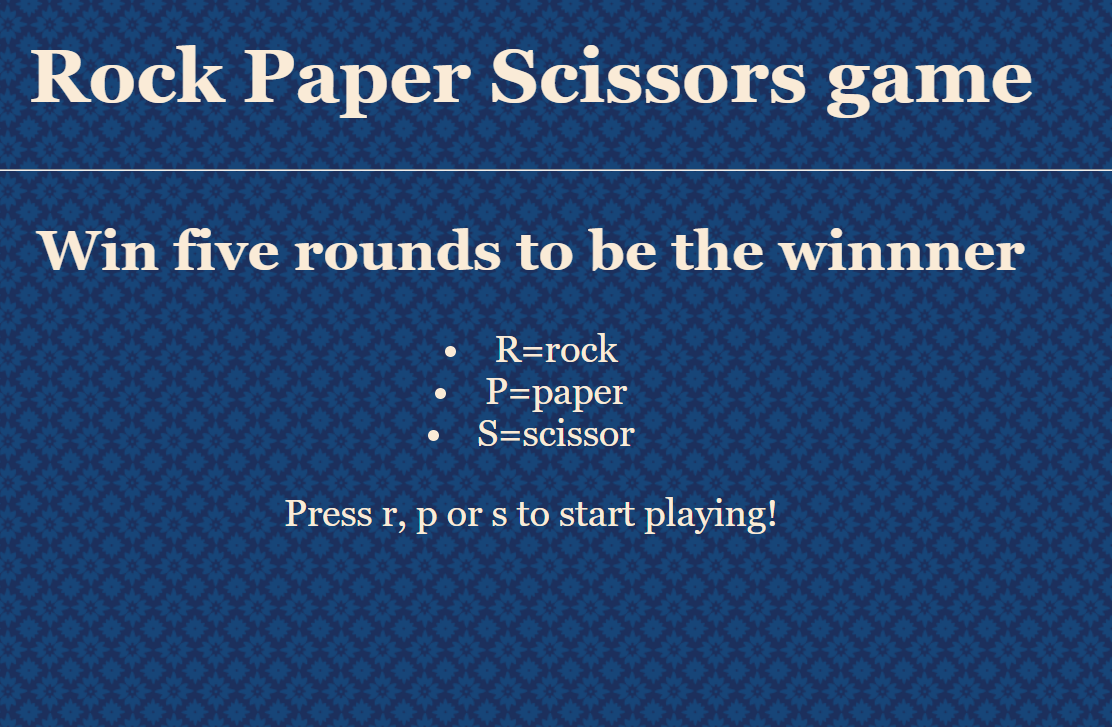 Rock Paper Scissors game
Win five rounds to be the winnner
• R=rock
• P=paper
• S=scissor
Press r, p or s to start playing!